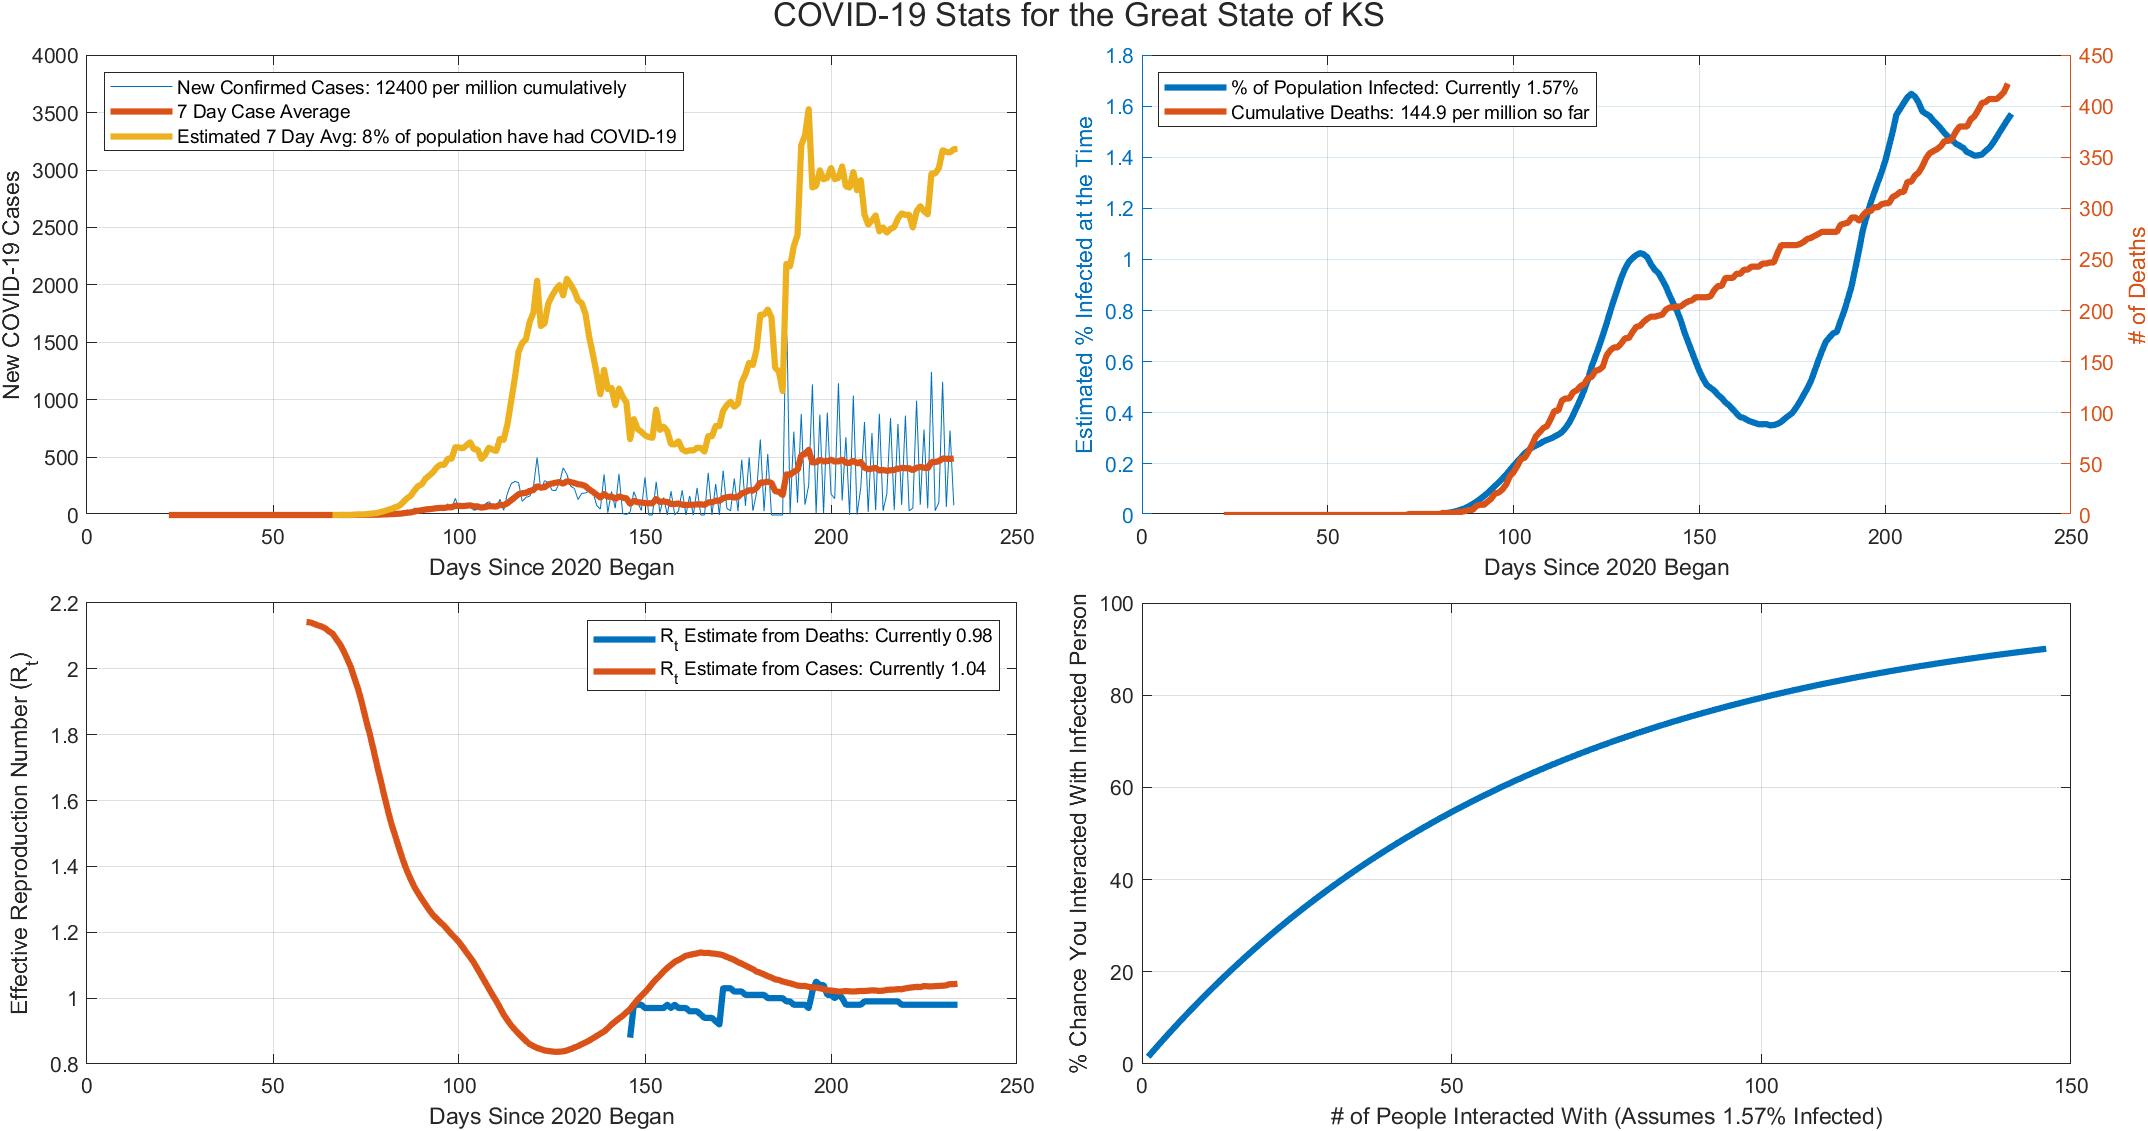 COVID-19 Stats for the Great State of KS
4000
3500
3000
2500
2000
1500
1000
500
0
New COVID-19 Cases
New Confirmed Cases: 12400 per million cumulatively
7 Day Case Average
Estimated 7 Day Avg: 8% of population have had COVID-19
0 50 100 150 200 250
Days Since 2020 Began
1.8
1.6
1.4
1.2
1
0.8
0.6
0.4
0.2
0
Estimated % Infected at the Time
% of Population Infected: Currently 1.57%
Cumulative Deaths: 144.9 per million so far
450
400
350
300
250
200
150
100
50
0
# of Deaths
0 50 100 150 200 250
Days Since 2020 Began
2.2
2
1.8
1.6
1.4
1.2
1
0.8
Effective Reproduction Number (Rt)
Rt Estimate from Deaths: Currently 0.98
Rt Estimate from Cases: Currently 1.04
0 50 100 150 200 250
Days Since 2020 Began
100
80
60
40
20
0
% Chance You Interacted With Infected Person
0 50 100 150
# of People Interacted With (Assumes 1.57% Infected)